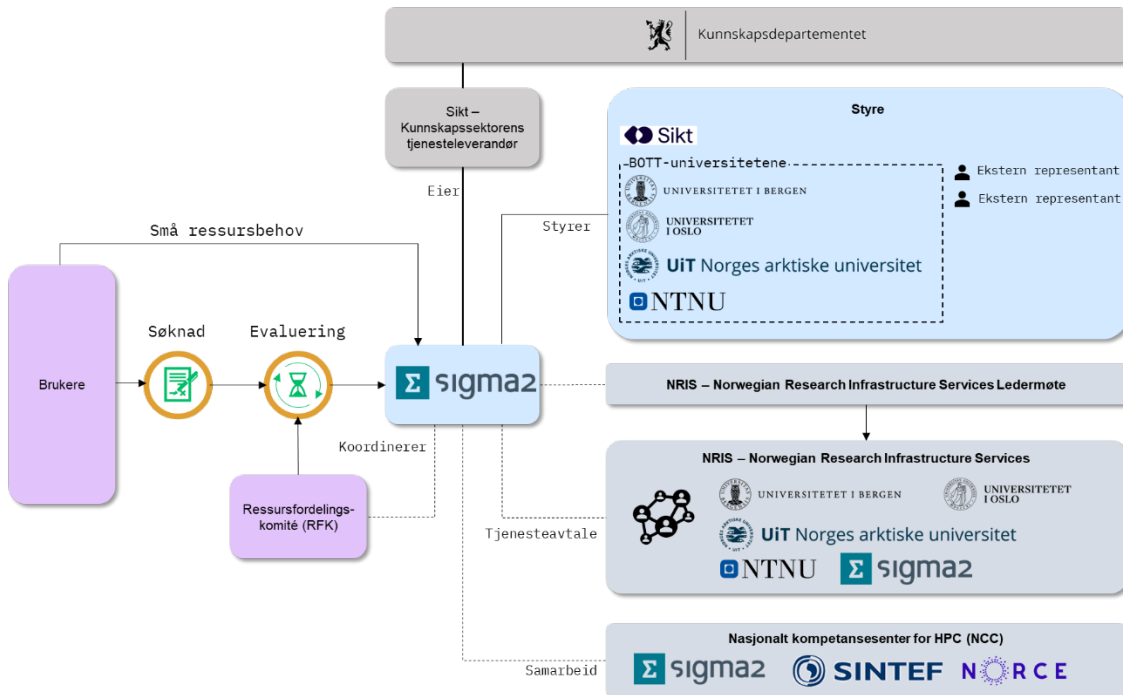 Kunnskapsdepartementet
Sikt –
Kunnskapssektorens
tjenesteleverandør
Eier
Styre
Sikt
BOTT-universitetene
UNIVERSITETET I BERGEN
UNIVERSITETET
I OSLO
UiT Norges arktiske universitet
NTNU
Ekstern representant
Ekstern representant
Styrer
Små ressursbehov
Brukere
Søknad
Evaluering
Σ sigma2
Koordinerer
Ressursfordelings-
komité (RFK)
NRIS – Norwegian Research Infrastructure Services Ledermøte
NRIS – Norwegian Research Infrastructure Services
UNIVERSITETET I BERGEN
UNIVERSITETET
I OSLO
UiT Norges arktiske universitet
NTNU
Σ sigma2
Tjenesteavtale
Nasjonalt kompetansesenter for HPC (NCC)
Σ sigma2
SINTEF
NORCE
Samarbeid